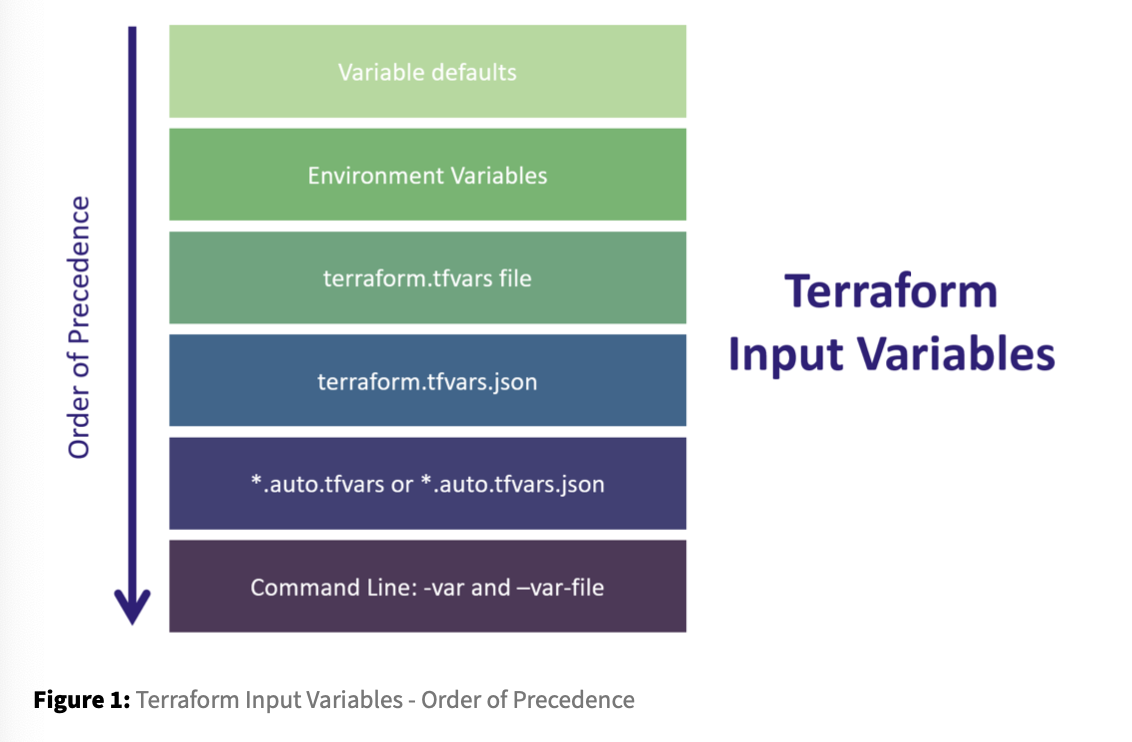 Variable defaults
Environment Variables
terraform.tfvars file
terraform.tfvars.json
*.auto.tfvars or *.auto.tfvars.json
Command Line: -var and –var-file
Order of Precedence
Terraform
Input Variables
Figure 1: Terraform Input Variables - Order of Precedence